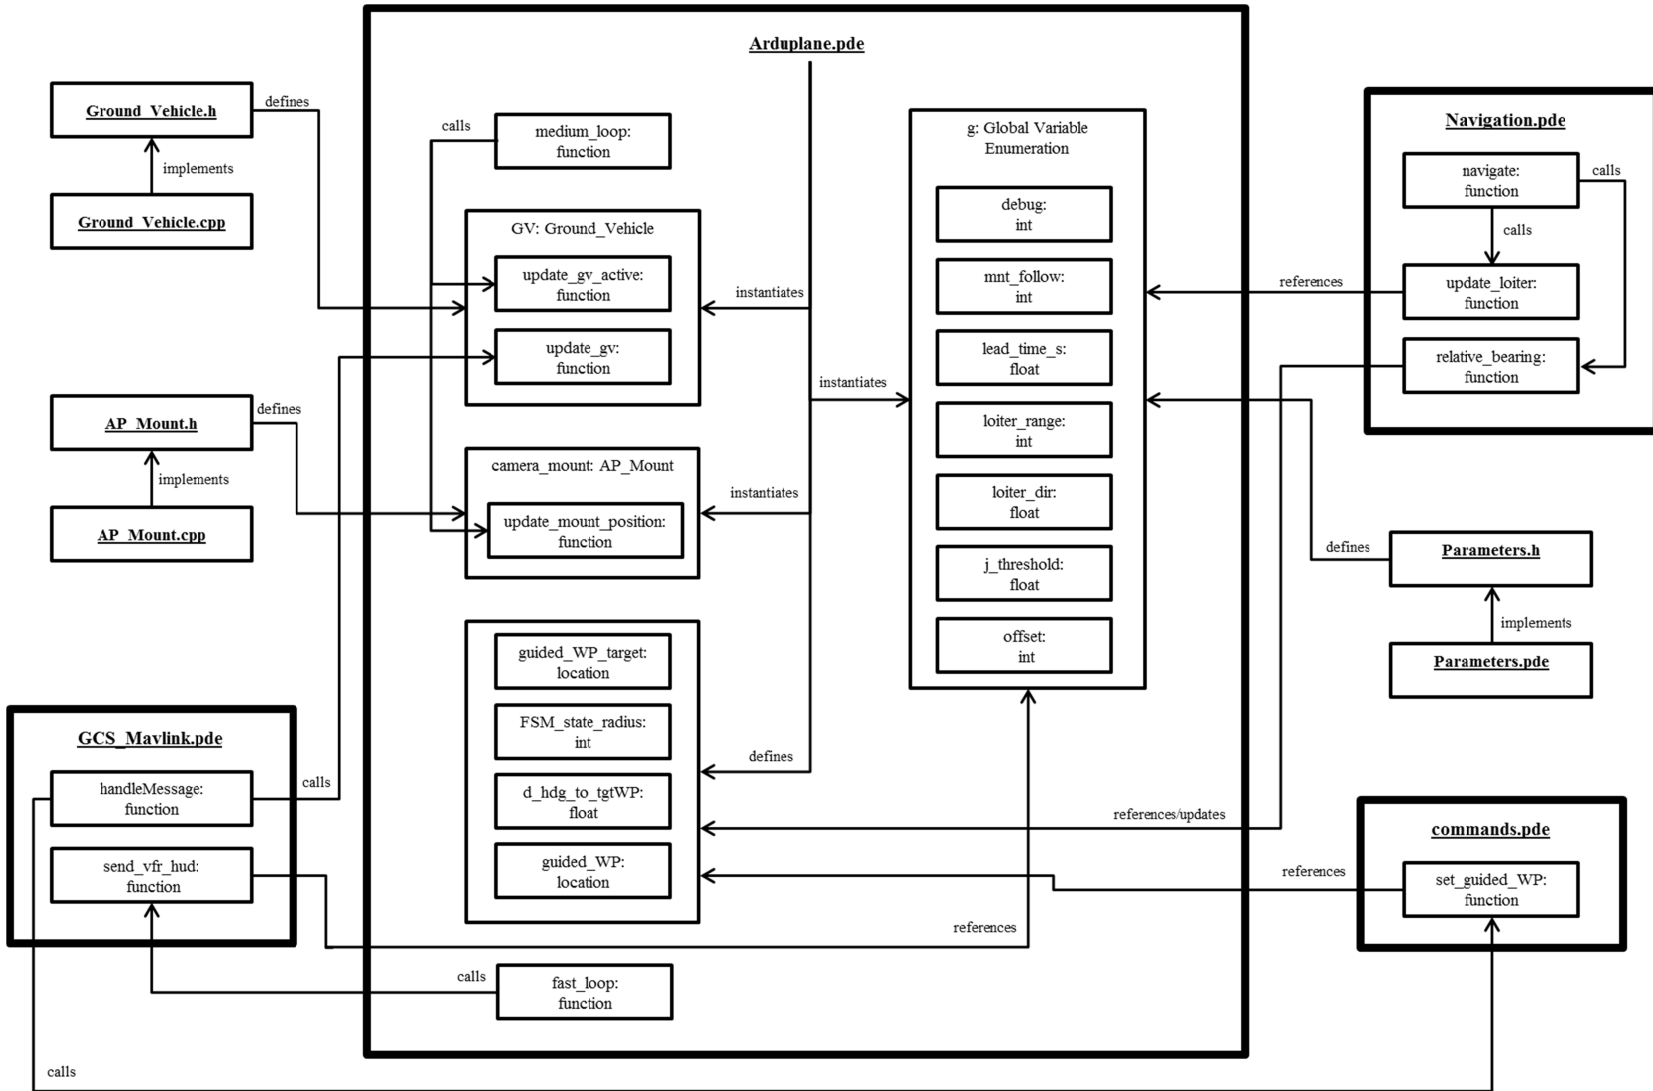 Arduplane.pde
Ground_Vehicle.h
defines
implements
Ground_Vehicle.cpp
AP_Mount.h
defines
implements
AP_Mount.cpp
GCS_Mavlink.pde
handleMessage:
function
calls
send_vfr_hud:
function
calls
calls
medium_loop:
function
GV: Ground_Vehicle
update_gv_active:
function
update_gv:
function
instantiates
camera_mount: AP_Mount
update_mount_position:
function
instantiates
instantiates
guided_WP_target:
location
FSM_state_radius:
int
d_hdg_to_tgtWP:
float
guided_WP:
location
defines
references/updates
references
references
calls
fast_loop:
function
g: Global Variable
Enumeration
debug:
int
mnt_follow:
int
lead_time_s:
float
loiter_range:
int
loiter_dir:
float
j_threshold:
float
offset:
int
Navigation.pde
navigate:
function
calls
calls
references
update_loiter:
function
relative_bearing:
function
defines
Parameters.h
implements
Parameters.pde
commands.pde
set_guided_WP:
function